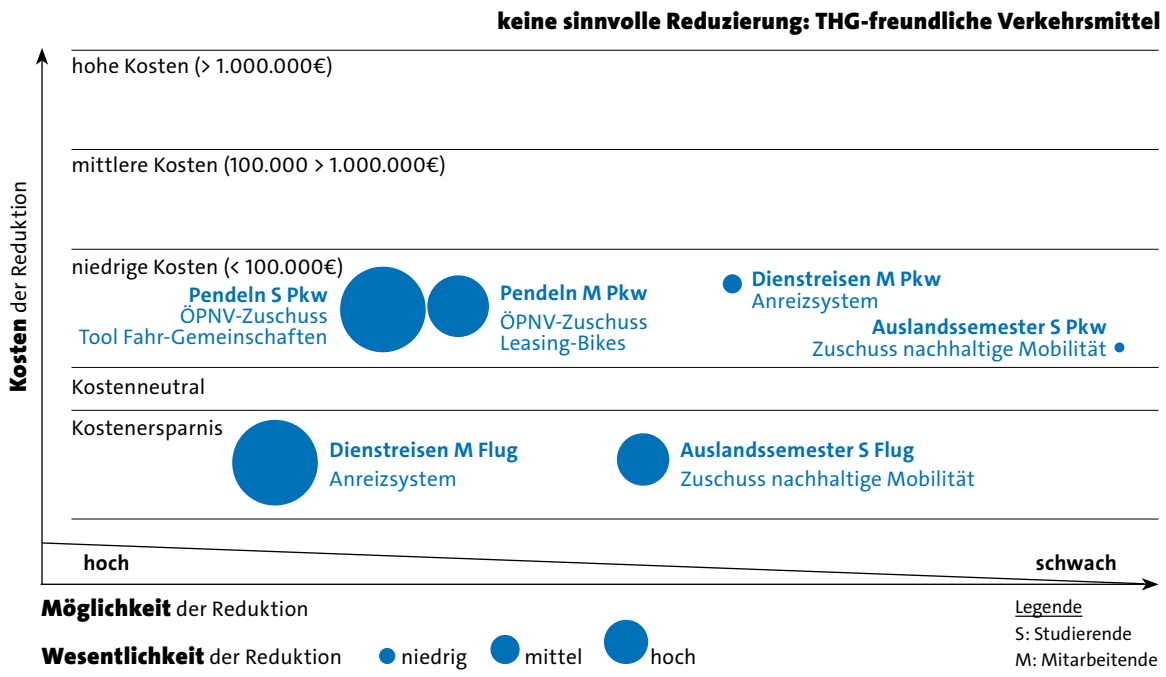 keine sinnvolle Reduzierung: THG-freundliche Verkehrsmittel
hohe Kosten (> 1.000.000€)
mittlere Kosten (100.000 > 1.000.000€)
Kosten der Reduktion
niedrige Kosten (< 100.000€)
Pendeln S Pkw
ÖPNV-Zuschuss
Tool Fahr-Gemeinschaften
Pendeln M Pkw
ÖPNV-Zuschuss
Leasing-Bikes
Dienstreisen M Pkw
Anreizsystem
Auslandssemester S Pkw
Zuschuss nachhaltige Mobilität
Kostenneutral
Kostenersparnis
Dienstreisen M Flug
Anreizsystem
Auslandssemester S Flug
Zuschuss nachhaltige Mobilität
hoch
schwach
Möglichkeit der Reduktion
Wesentlichkeit der Reduktion
niedrig
mittel
hoch
Legende
S: Studierende
M: Mitarbeitende